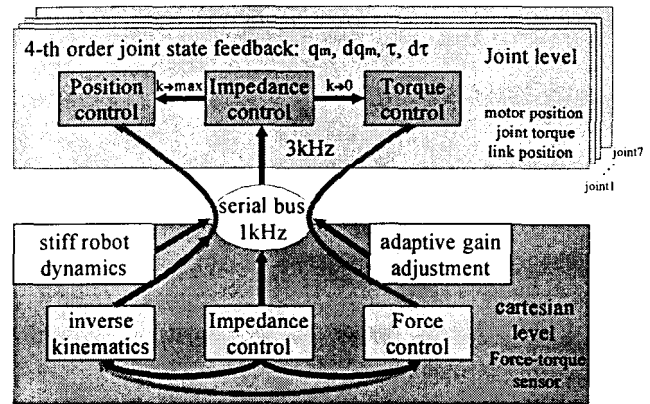 4-th order joint state feedback: qm, dqm, τ, dτ
Joint level
Position control
k→max
Impedance control
k→0
Torque control
motor position
joint torque
link position
3kHz
joint7
joint1
serial bus
1kHz
stiff robot
dynamics
adaptive gain
adjustment
cartesian
level
Force-torque
sensor
inverse
kinematics
Impedance
control
Force
control